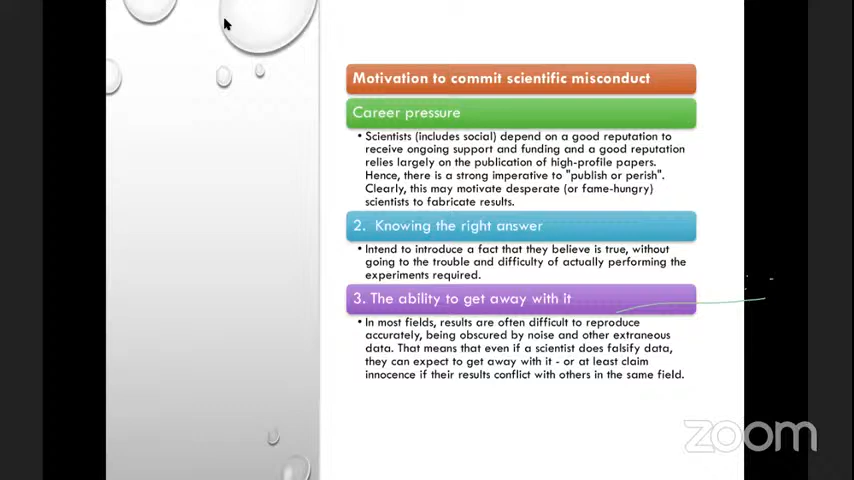 Motivation to commit scientific misconduct
Career pressure
• Scientists (includes social) depend on a good reputation to
receive ongoing support and funding and a good reputation
relies largely on the publication of high-profile papers.
Hence, there is a strong imperative to "publish or perish".
Clearly, this may motivate desperate (or fame-hungry)
scientists to fabricate results.
2. Knowing the right answer
• Intend to introduce a fact that they believe is true, without
going to the trouble and difficulty of actually performing the
experiments required.
3. The ability to get away with it
• In most fields, results are often difficult to reproduce
accurately, being obscured by noise and other extraneous
data. That means that even if a scientist does falsify data,
they can expect to get away with it - or at least claim
innocence if their results conflict with others in the same field.
zoom